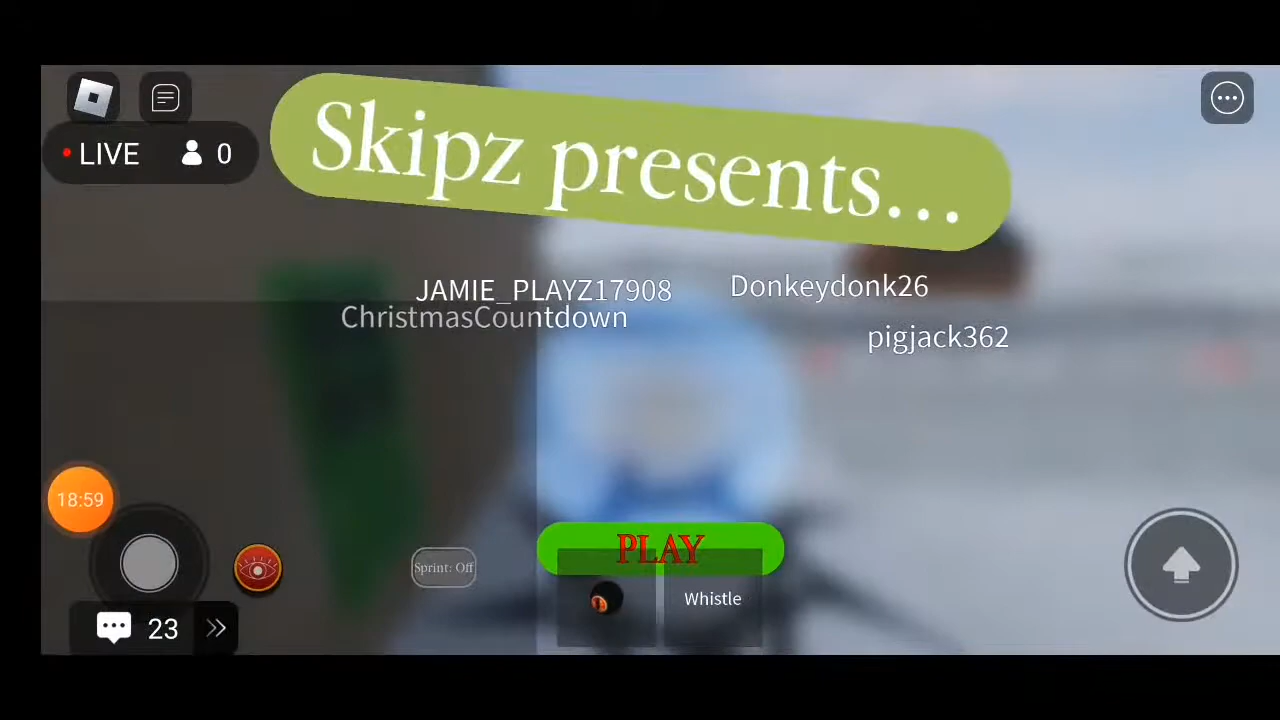 Skipz presents...
LIVE 0
JAMIE_PLAYZ17908
Donkeydonk26
ChristmasCountdown
pigjack362
18:59
PLAY
Sprint: Off
Whistle
23